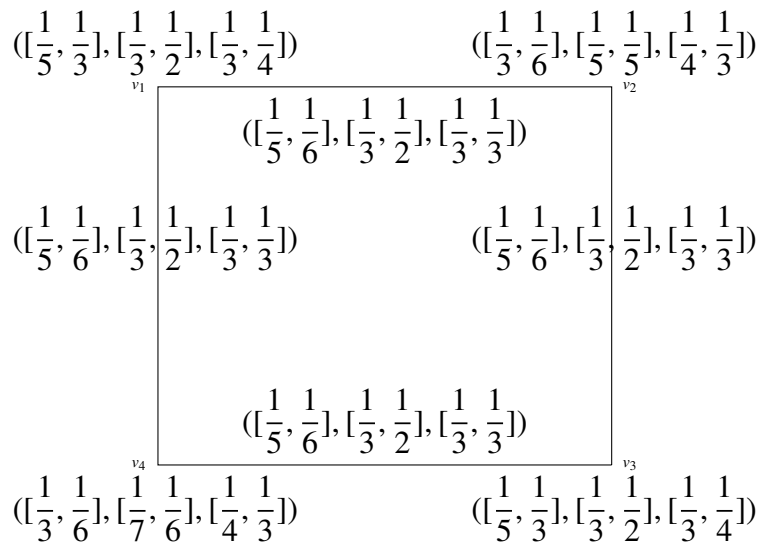 ([1/5, 1/3], [1/3, 1/2], [1/3, 1/4]) ([1/3, 1/6], [1/5, 1/5], [1/4, 1/3])
v1 v2
([1/5, 1/6], [1/3, 1/2], [1/3, 1/3])
([1/5, 1/6], [1/3, 1/2], [1/3, 1/3]) ([1/5, 1/6], [1/3, 1/2], [1/3, 1/3])
([1/5, 1/6], [1/3, 1/2], [1/3, 1/3])
v4 v3
([1/3, 1/6], [1/7, 1/6], [1/4, 1/3]) ([1/5, 1/3], [1/3, 1/2], [1/3, 1/4])